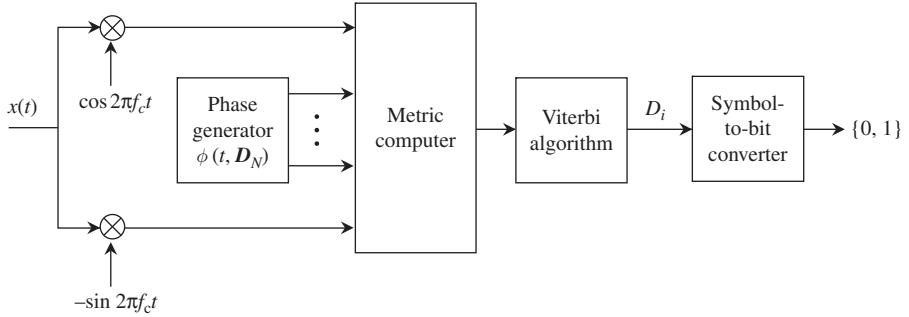 x(t)
cos 2πf_c t
Phase
generator
ϕ (t, D_N)
Metric
computer
Viterbi
algorithm
D_i
Symbol-
to-bit
converter
{0, 1}
–sin 2πf_c t